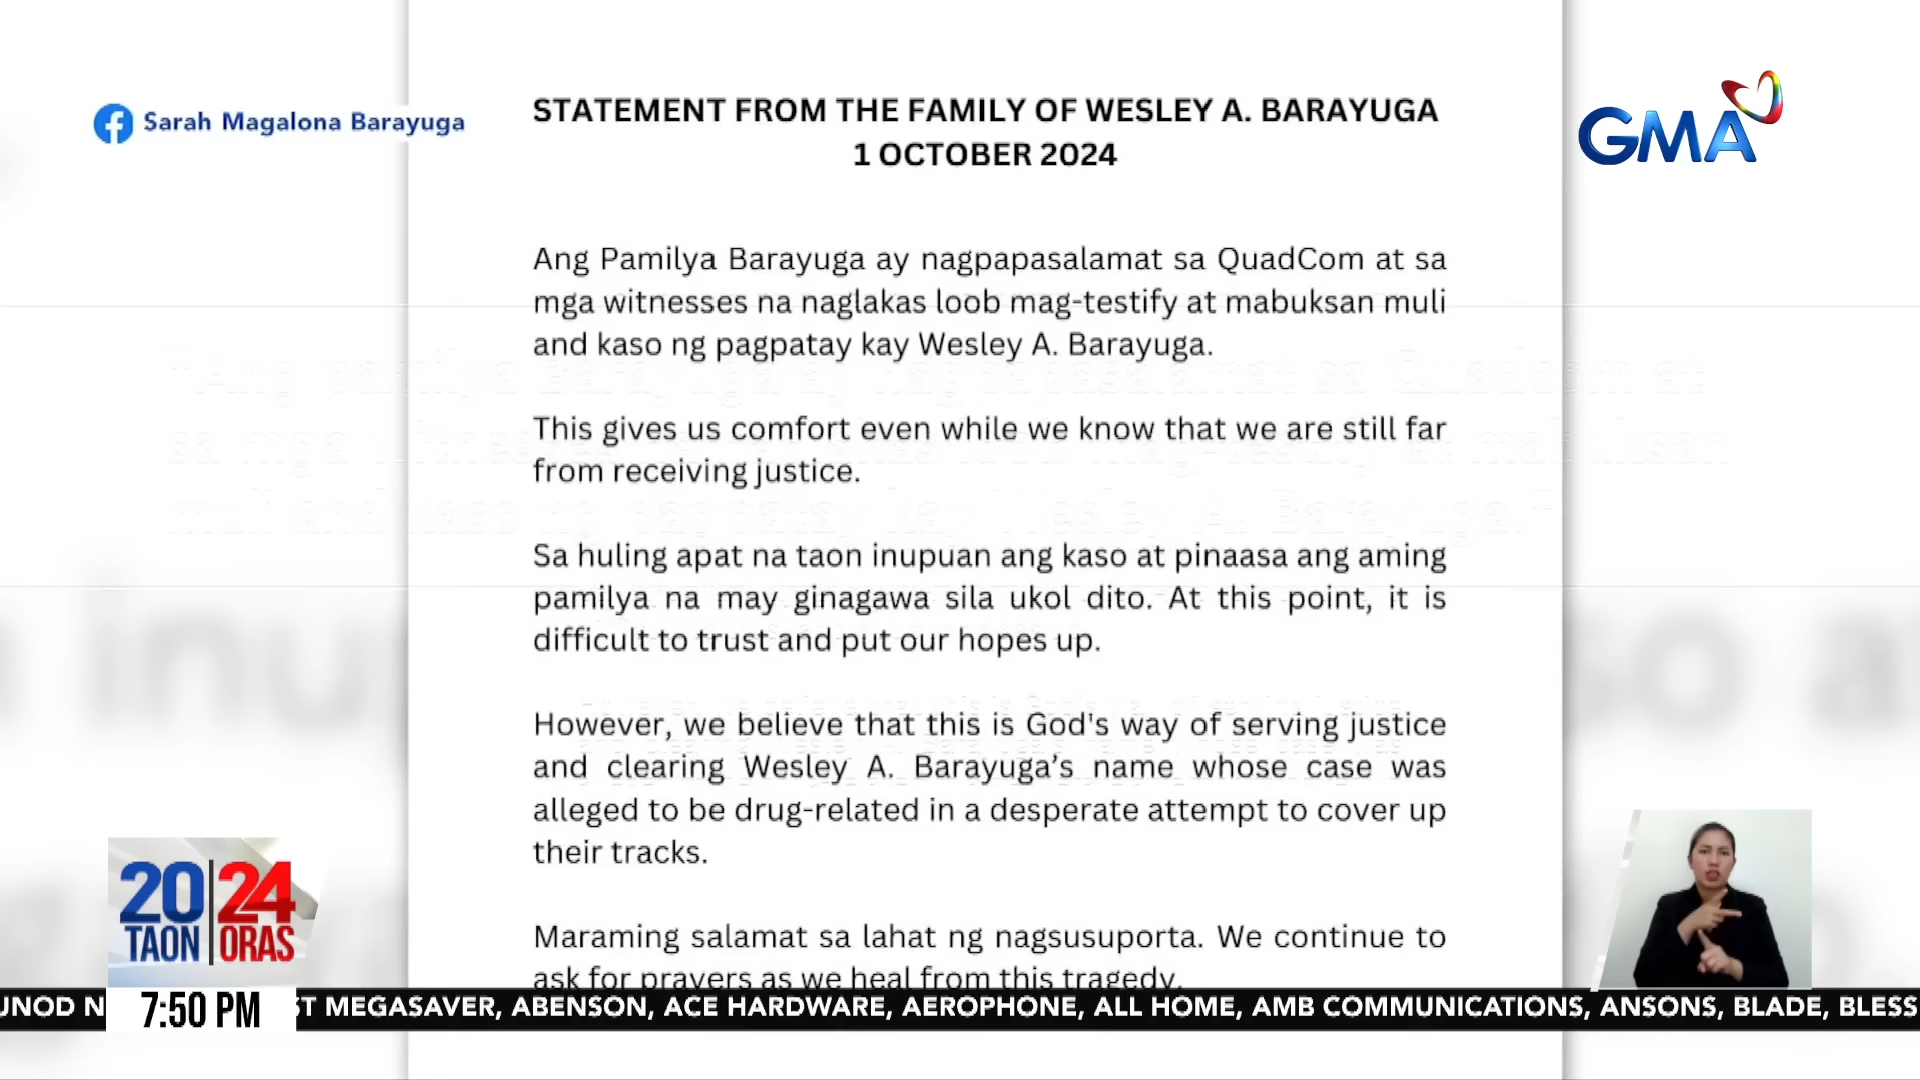 Sarah Magalona Barayuga
GMA
STATEMENT FROM THE FAMILY OF WESLEY A. BARAYUGA
1 OCTOBER 2024
Ang Pamilya Barayuga ay nagpapasalamat sa QuadCom at sa
mga witnesses na naglakas loob mag-testify at mabuksan muli
and kaso ng pagpatay kay Wesley A. Barayuga.
This gives us comfort even while we know that we are still far
from receiving justice.
Sa huling apat na taon inupuan ang kaso at pinaasa ang aming
pamilya na may ginagawa sila ukol dito. At this point, it is
difficult to trust and put our hopes up.
However, we believe that this is God's way of serving justice
and clearing Wesley A. Barayuga’s name whose case was
alleged to be drug-related in a desperate attempt to cover up
their tracks.
Maraming salamat sa lahat ng nagsusuporta. We continue to
ask for prayers as we heal from this tragedy.
20 24
TAON ORAS
7:50 PM
UNOD N
ST MEGASAVER, ABENSON, ACE HARDWARE, AEROPHONE, ALL HOME, AMB COMMUNICATIONS, ANSONS, BLADE, BLESS